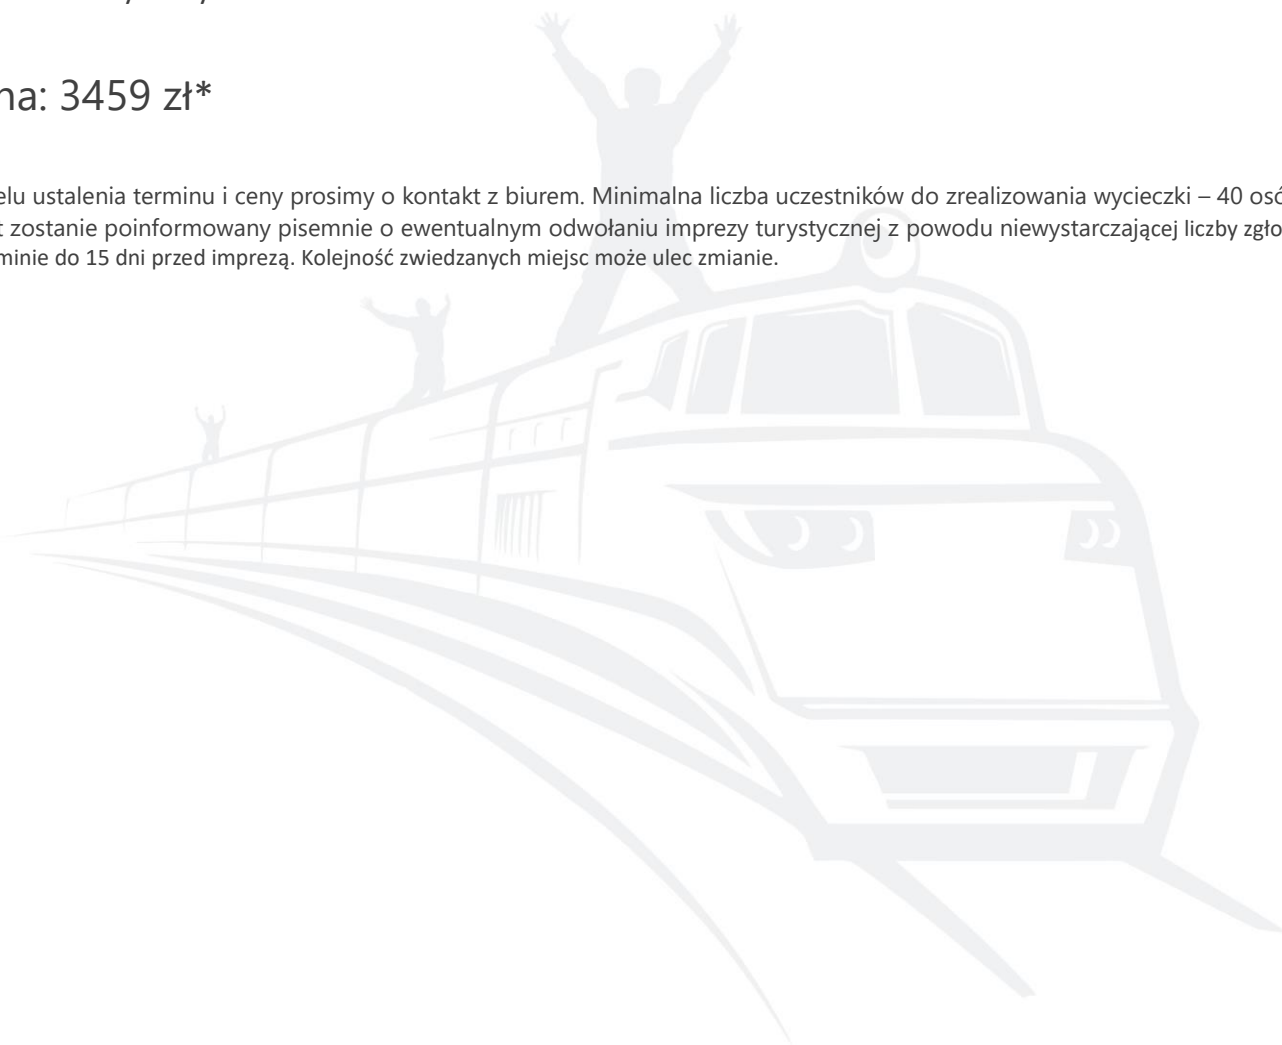 na: 3459 zł*
elu ustalenia terminu i ceny prosimy o kontakt z biurem. Minimalna liczba uczestników do zrealizowania wycieczki – 40 osó
t zostanie poinformowany pisemnie o ewentualnym odwołaniu imprezy turystycznej z powodu niewystarczającej liczby zgło
minie do 15 dni przed imprezą. Kolejność zwiedzanych miejsc może ulec zmianie.